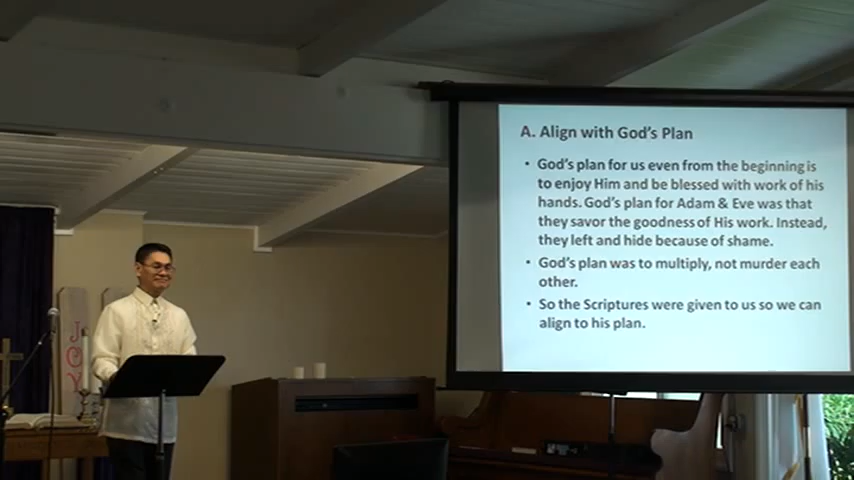 A. Align with God's Plan
• God's plan for us even from the beginning is
to enjoy Him and be blessed with work of his
hands. God's plan for Adam & Eve was that
they savor the goodness of His work. Instead,
they left and hide because of shame.
• God's plan was to multiply, not murder each
other.
• So the Scriptures were given to us so we can
align to his plan.
JOY